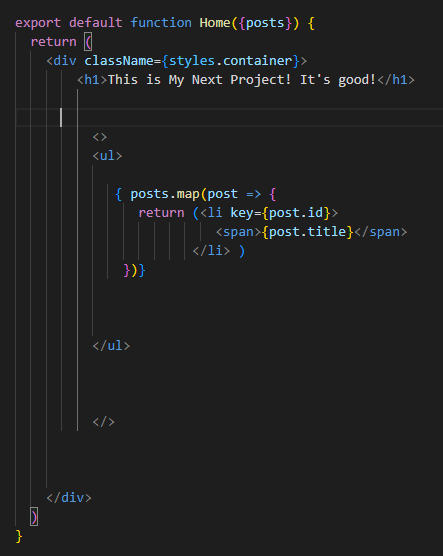 export default function Home({posts}) {
return (
<div className={styles.container}>
<h1>This is My Next Project! It's good!</h1>
<>
<ul>
{ posts.map(post => {
return (<li key={post.id}>
<span>{post.title}</span>
</li> )
})}
</ul>
</>
</div>
)
}